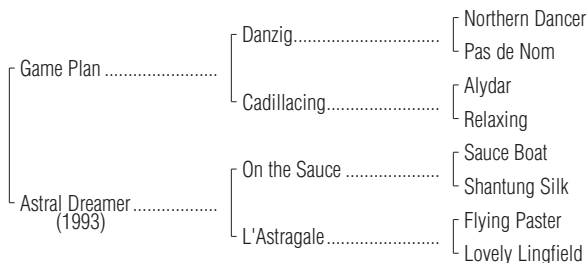 Northern Dancer
Danzig
Pas de Nom
Game Plan
Alydar
Cadillacing
Relaxing
Sauce Boat
On the Sauce
Shantung Silk
Astral Dreamer
(1993)
Flying Paster
L'Astragale
Lovely Lingfield